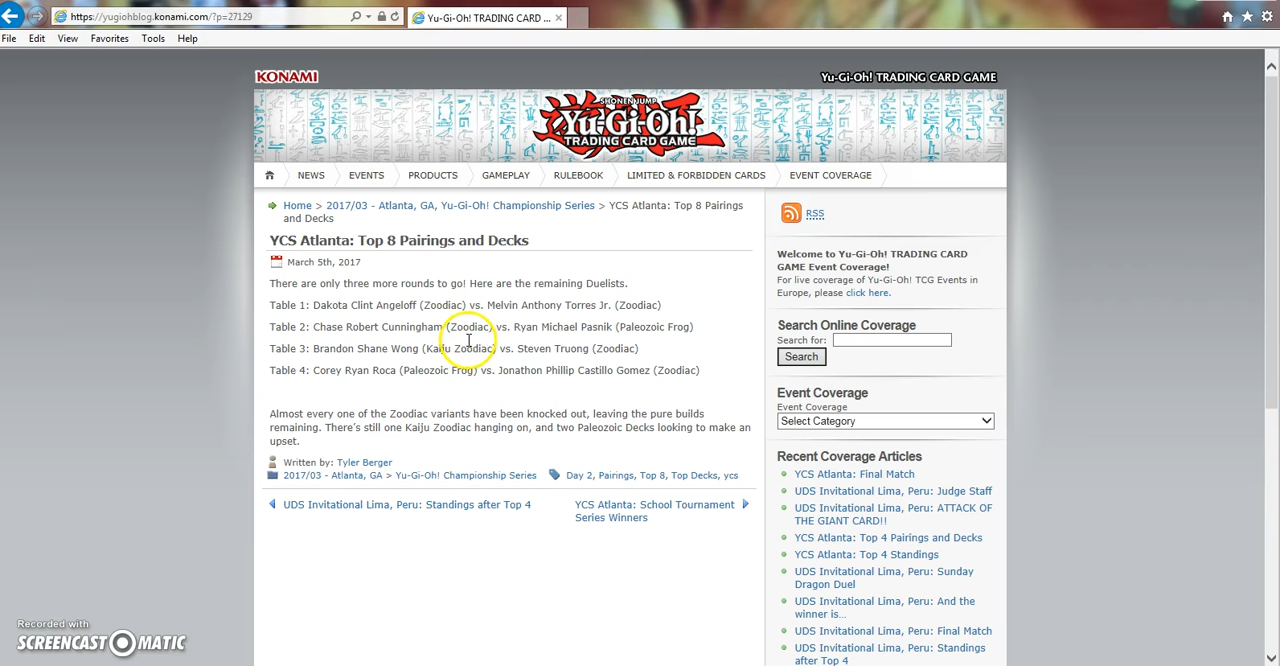 https://yugiohblog.konami.com/?p=27129
Yu-Gi-Oh! TRADING CARD ...
File Edit View Favorites Tools Help
KONAMI
Yu-Gi-Oh! TRADING CARD GAME
SHONEN JUMP
Yu-Gi-Oh!
TRADING CARD GAME
NEWS EVENTS PRODUCTS GAMEPLAY RULEBOOK LIMITED & FORBIDDEN CARDS EVENT COVERAGE
Home > 2017/03 - Atlanta, GA, Yu-Gi-Oh! Championship Series > YCS Atlanta: Top 8 Pairings
and Decks
YCS Atlanta: Top 8 Pairings and Decks
March 5th, 2017
There are only three more rounds to go! Here are the remaining Duelists.
Table 1: Dakota Clint Angeloff (Zoodiac) vs. Melvin Anthony Torres Jr. (Zoodiac)
Table 2: Chase Robert Cunningham (Zoodiac) vs. Ryan Michael Pasnik (Paleozoic Frog)
Table 3: Brandon Shane Wong (Kaiju Zoodiac) vs. Steven Truong (Zoodiac)
Table 4: Corey Ryan Roca (Paleozoic Frog) vs. Jonathon Phillip Castillo Gomez (Zoodiac)
Almost every one of the Zoodiac variants have been knocked out, leaving the pure builds
remaining. There's still one Kaiju Zoodiac hanging on, and two Paleozoic Decks looking to make an
upset.
Written by: Tyler Berger
2017/03 - Atlanta, GA > Yu-Gi-Oh! Championship Series
Day 2, Pairings, Top 8, Top Decks, ycs
UDS Invitational Lima, Peru: Standings after Top 4
YCS Atlanta: School Tournament
Series Winners
RSS
Welcome to Yu-Gi-Oh! TRADING CARD
GAME Event Coverage!
For live coverage of Yu-Gi-Oh! TCG Events in
Europe, please click here.
Search Online Coverage
Search for:
Search
Event Coverage
Event Coverage
Select Category
Recent Coverage Articles
YCS Atlanta: Final Match
UDS Invitational Lima, Peru: Judge Staff
UDS Invitational Lima, Peru: ATTACK OF
THE GIANT CARD!!
YCS Atlanta: Top 4 Pairings and Decks
YCS Atlanta: Top 4 Standings
UDS Invitational Lima, Peru: Sunday
Dragon Duel
UDS Invitational Lima, Peru: And the
winner is...
UDS Invitational Lima, Peru: Final Match
UDS Invitational Lima, Peru: Standings
after Top 4
Recorded with
SCREENCAST MATIC